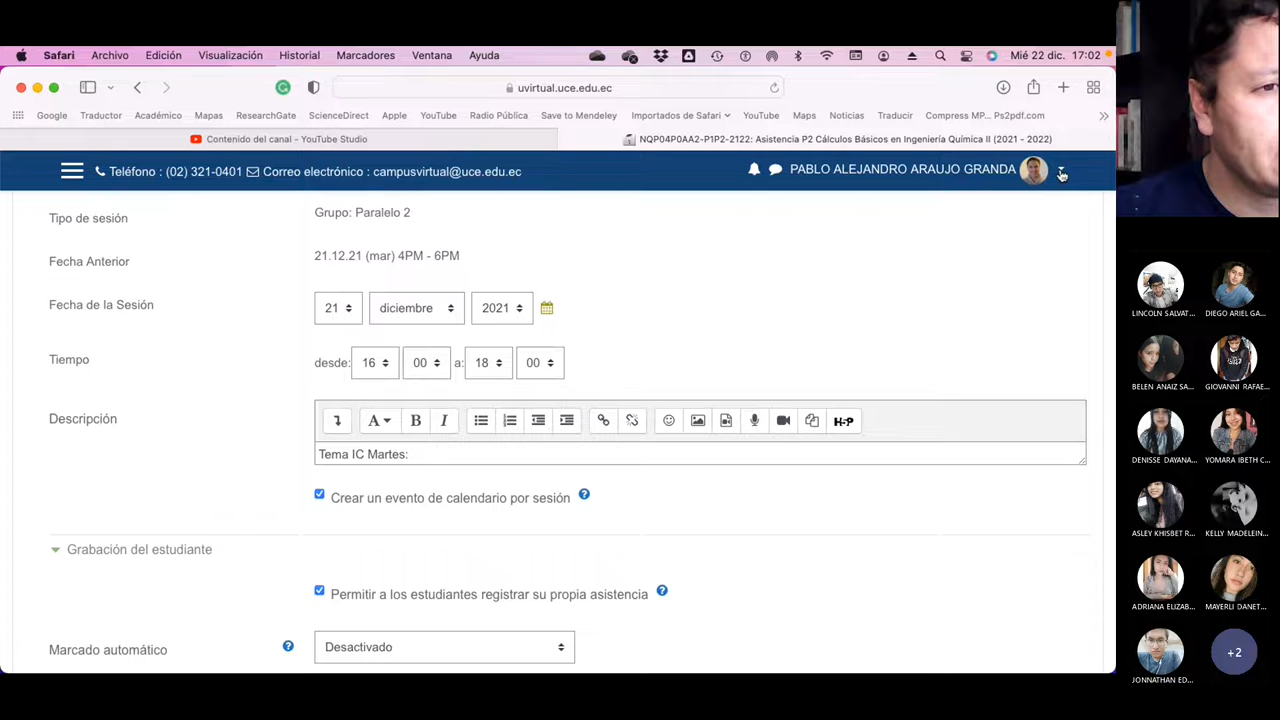 Safari Archivo Edición Visualización Historial Marcadores Ventana Ayuda Mié 22 dic. 17:02
uvirtual.uce.edu.ec
Google Traductor Académico Mapas ResearchGate ScienceDirect Apple YouTube Radio Pública Save to Mendeley Importados de Safari YouTube Maps Noticias Traducir Compress MP... Ps2pdf.com
Contenido del canal - YouTube Studio
NQP04P0AA2-P1P2-2122: Asistencia P2 Cálculos Básicos en Ingeniería Química II (2021 - 2022)
Teléfono : (02) 321-0401 Correo electrónico : campusvirtual@uce.edu.ec PABLO ALEJANDRO ARAUJO GRANDA
Tipo de sesión Grupo: Paralelo 2
Fecha Anterior 21.12.21 (mar) 4PM - 6PM
Fecha de la Sesión 21 diciembre 2021
Tiempo desde: 16 00 a: 18 00
Descripción
A B I H-P
Tema IC Martes:
Crear un evento de calendario por sesión
Grabación del estudiante
Permitir a los estudiantes registrar su propia asistencia
Marcado automático Desactivado
LINCOLN SALVAT... DIEGO ARIEL GA...
BELEN ANAIZ SA... GIOVANNI RAFAE...
DENISSE DAYANA... YOMARA IBETH C...
ASLEY KHISBET R... KELLY MADELEIN...
ADRIANA ELIZAB... MAYERLI DANET...
+2
JONNATHAN ED...